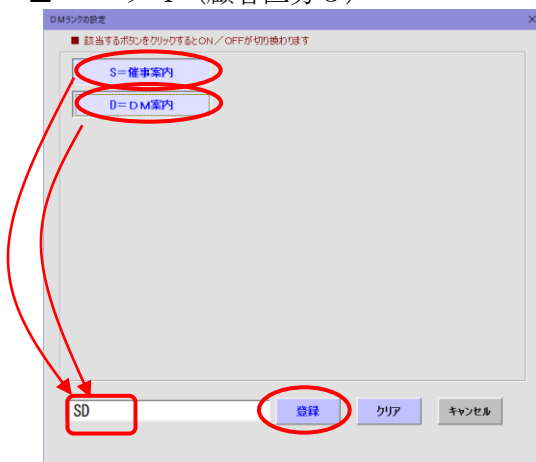 DMランクの設定
■ 該当するボタンをクリックするとON／OFFが切り換わります
S=催事案内
D=ＤＭ案内
SD
登録 クリア キャンセル